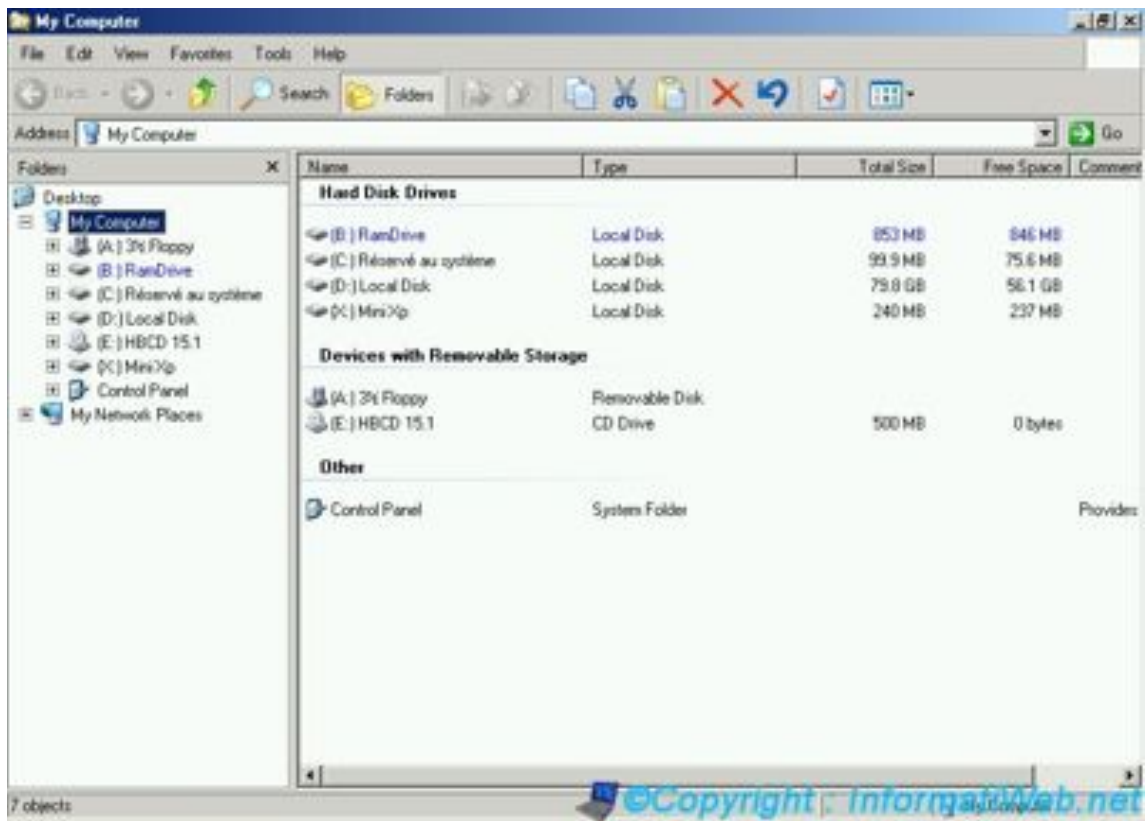 My Computer
File Edit View Favorites Tools Help
Back Search Folders
Address My Computer Go
Folders
Desktop
My Computer
(A:) 3½ Floppy
(B:) RamDrive
(C:) Réservé au système
(D:) Local Disk
(E:) HBCD 15.1
(X:) MiniXp
Control Panel
My Network Places
Name Type Total Size Free Space Comment
Hard Disk Drives
(B:) RamDrive Local Disk 853 MB 846 MB
(C:) Réservé au système Local Disk 99.9 MB 75.6 MB
(D:) Local Disk Local Disk 79.8 GB 56.1 GB
(X:) MiniXp Local Disk 240 MB 237 MB
Devices with Removable Storage
(A:) 3½ Floppy Removable Disk
(E:) HBCD 15.1 CD Drive 500 MB 0 bytes
Other
Control Panel System Folder Provides
7 objects My Computer
©Copyright : InformatiWeb.net